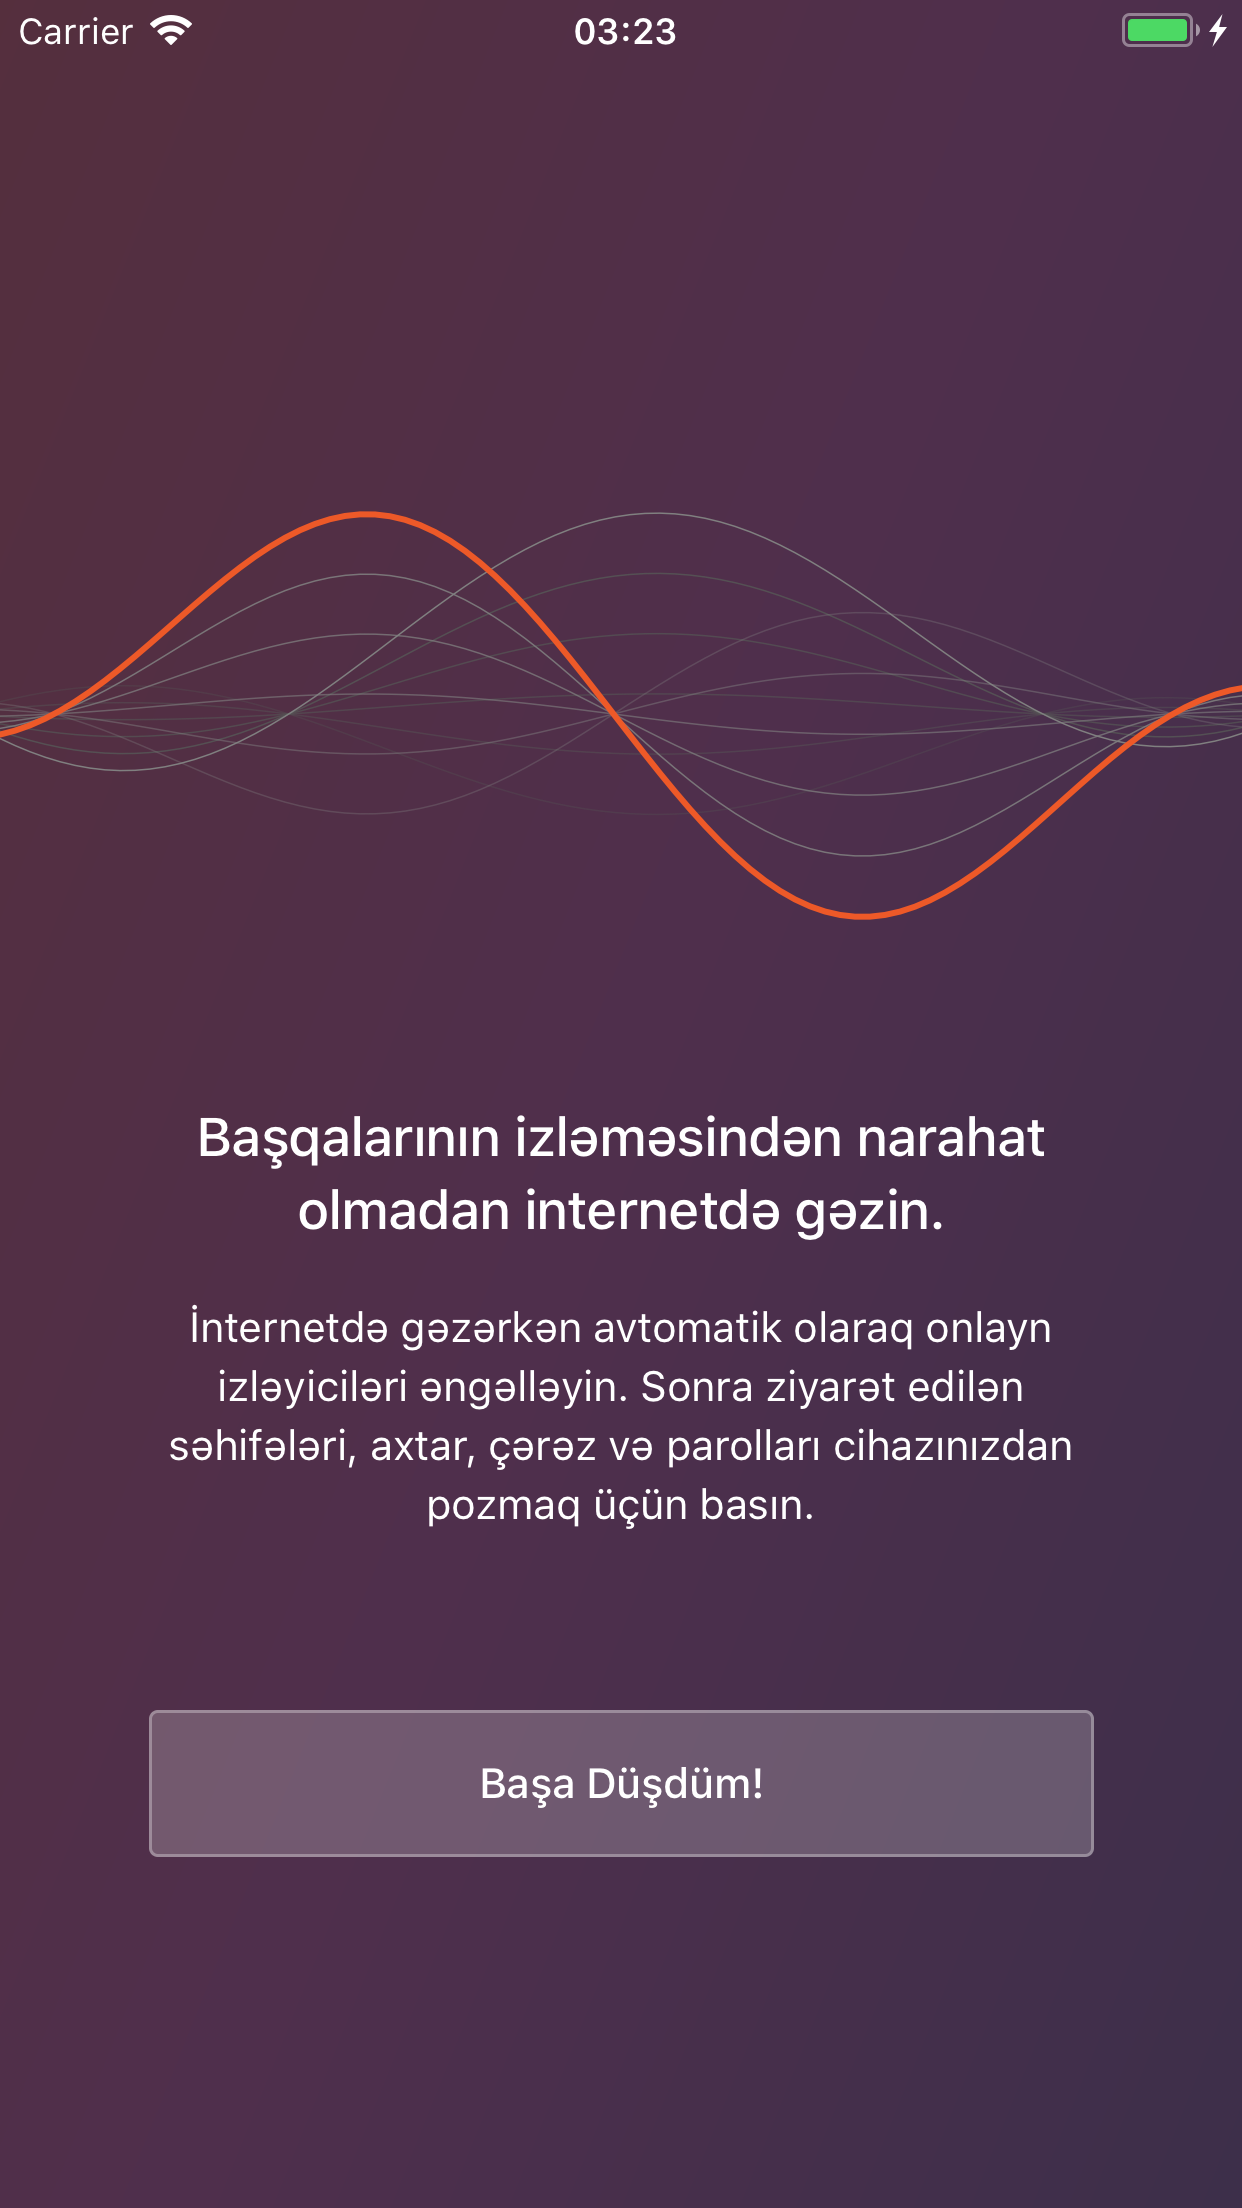 Carrier
03:23
Başqalarının izləməsindən narahat
olmadan internetdə gəzin.
İnternetdə gəzərkən avtomatik olaraq onlayn
izləyiciləri əngəlləyin. Sonra ziyarət edilən
səhifələri, axtar, çərəz və parolları cihazınızdan
pozmaq üçün basın.
Başa Düşdüm!